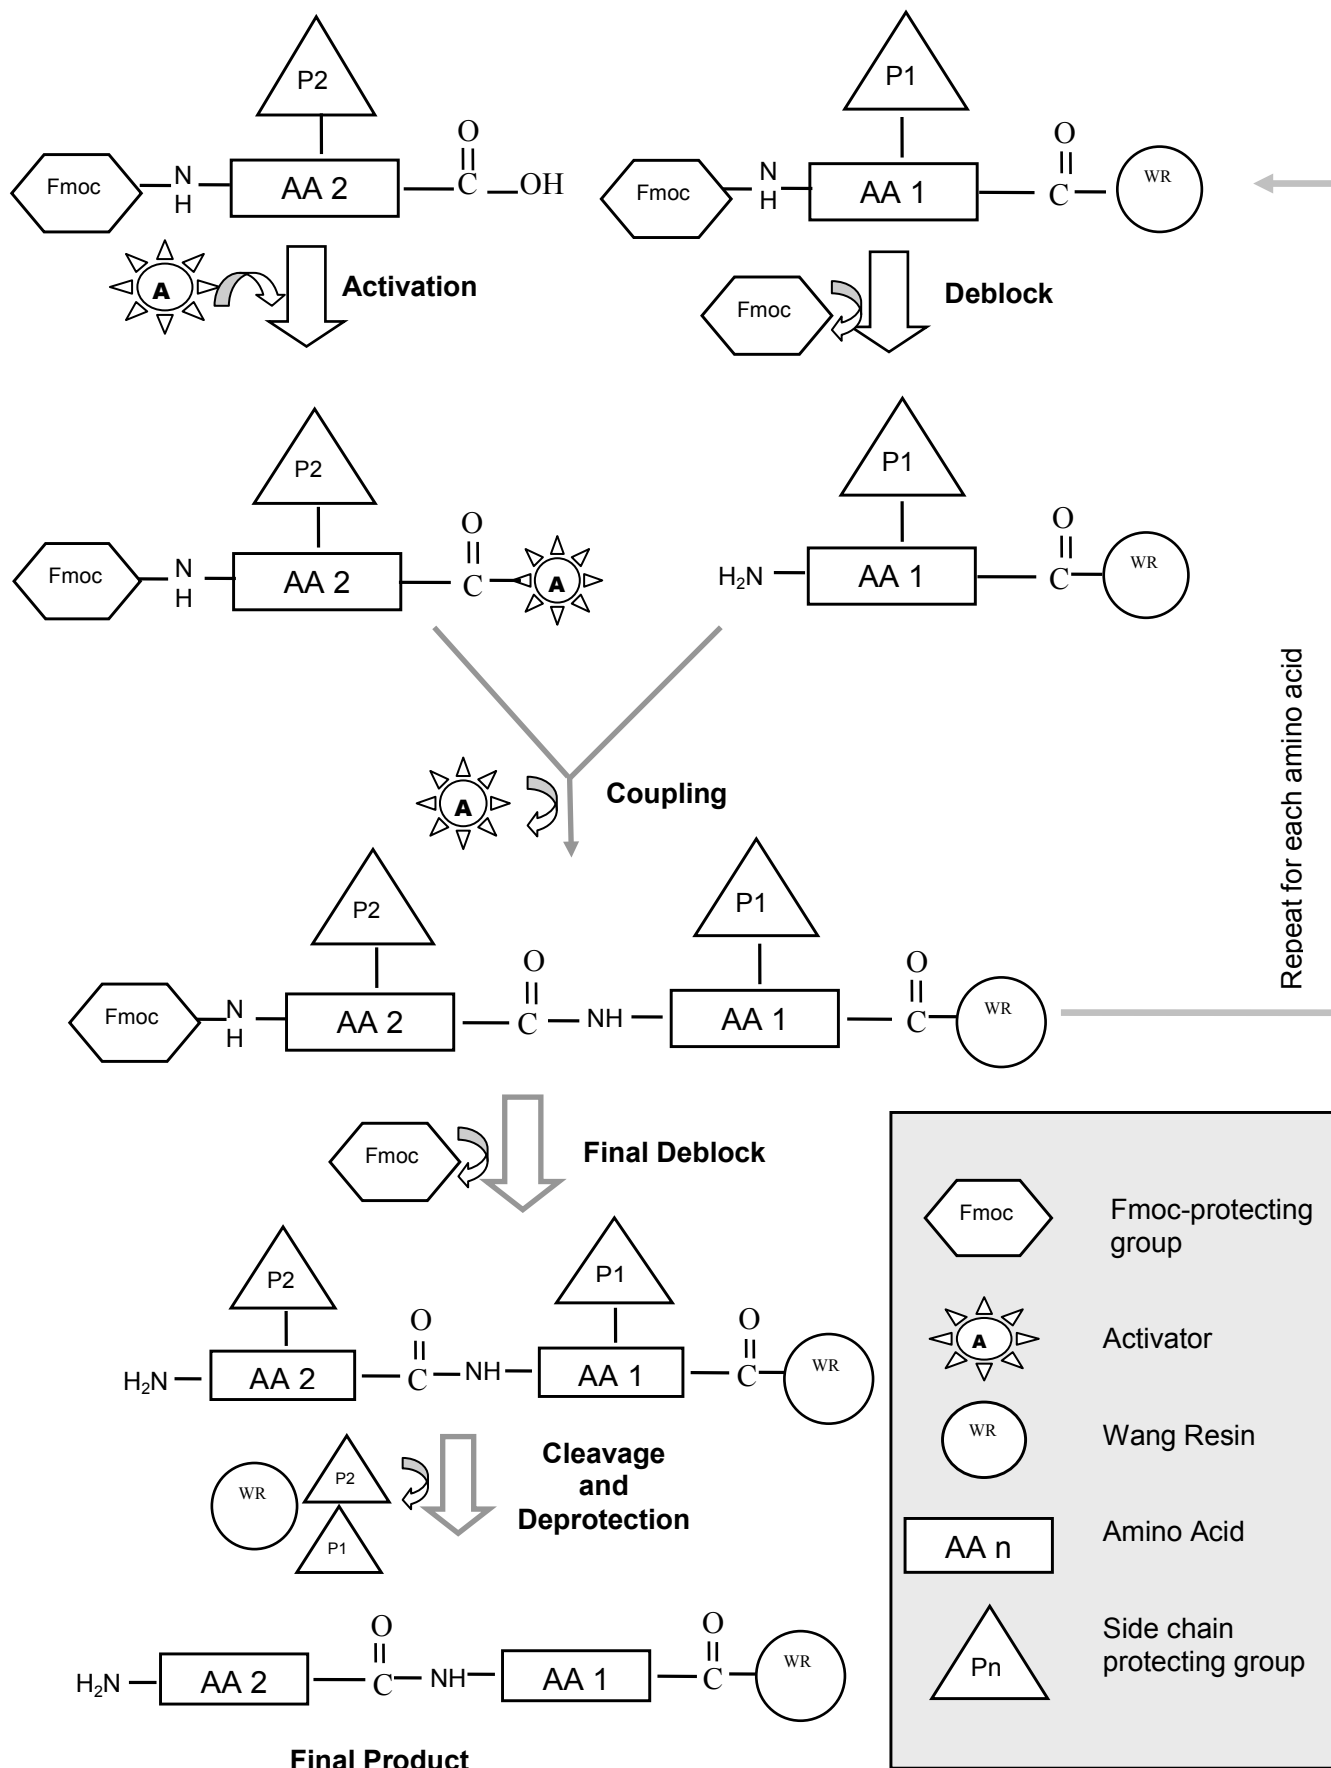 P2
P1
O
O
Fmoc
N
H
AA 2
C
OH
Fmoc
N
H
AA 1
C
WR
A
Activation
Fmoc
Deblock
P2
P1
O
O
Fmoc
N
H
AA 2
C
A
H2N
AA 1
C
WR
Repeat for each amino acid
A
Coupling
P2
P1
O
O
Fmoc
N
H
AA 2
C
NH
AA 1
C
WR
Fmoc
Final Deblock
P2
P1
O
O
H2N
AA 2
C
NH
AA 1
C
WR
WR
P2
P1
Cleavage
and
Deprotection
O
O
H2N
AA 2
C
NH
AA 1
C
WR
Final Product
Fmoc
Fmoc-protecting
group
A
Activator
WR
Wang Resin
AA n
Amino Acid
Pn
Side chain
protecting group